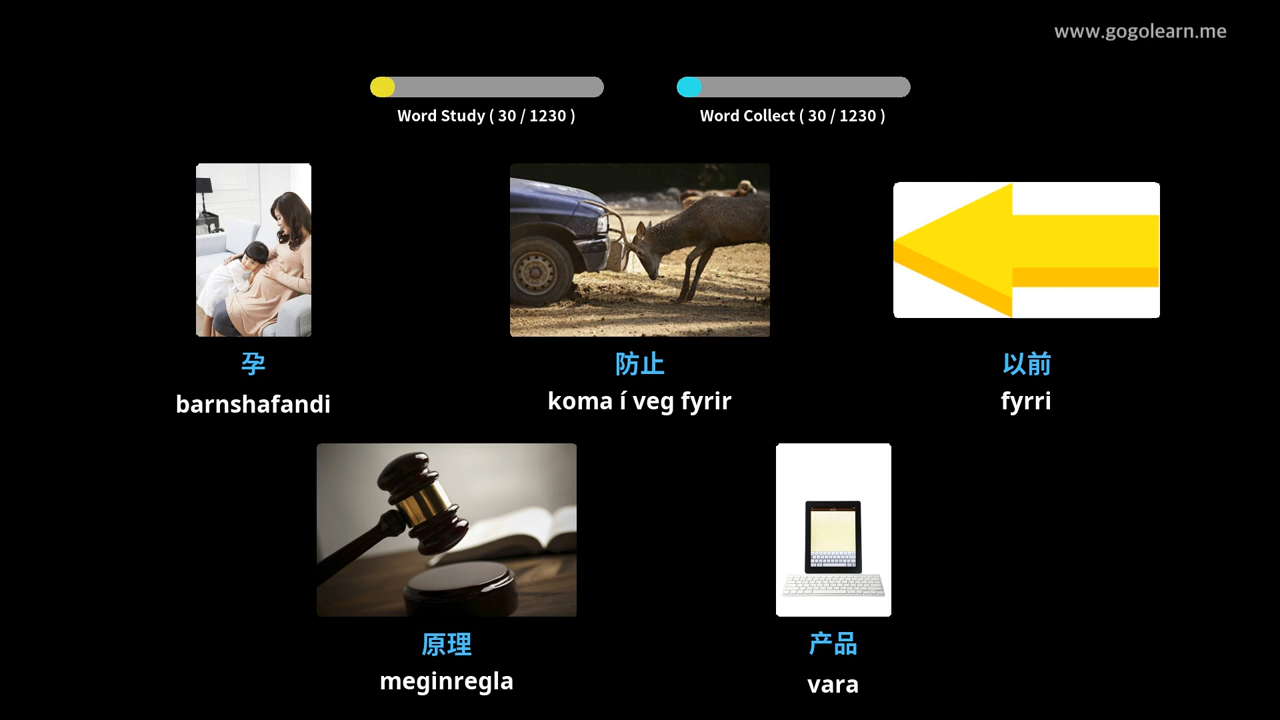 www.gogolearn.me
Word Study ( 30 / 1230 )
Word Collect ( 30 / 1230 )
孕
barnshafandi
防止
koma í veg fyrir
以前
fyrri
原理
meginregla
产品
vara